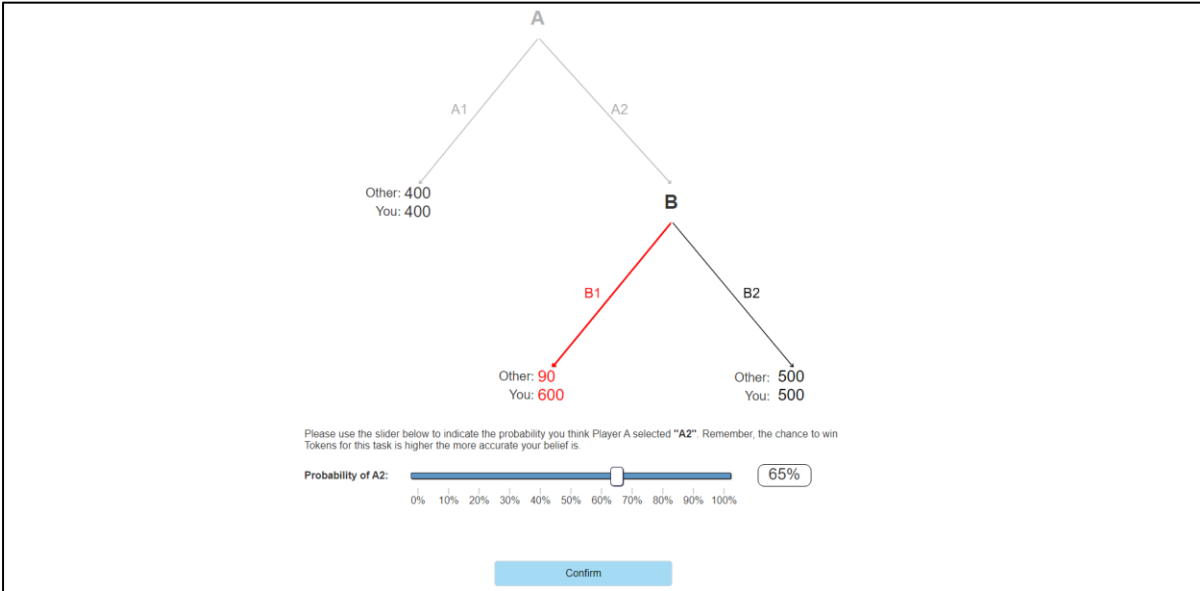 A
A1
A2
Other: 400
You: 400
B
B1
B2
Other: 90
You: 600
Other: 500
You: 500
Please use the slider below to indicate the probability you think Player A selected "A2". Remember, the chance to win
Tokens for this task is higher the more accurate your belief is.
Probability of A2:
65%
0% 10% 20% 30% 40% 50% 60% 70% 80% 90% 100%
Confirm